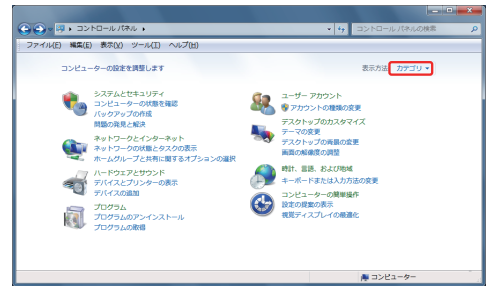 コントロール パネル
コントロール パネルの検索
ファイル(F) 編集(E) 表示(V) ツール(T) ヘルプ(H)
コンピューターの設定を調整します
表示方法: カテゴリ
システムとセキュリティ
コンピューターの状態を確認
バックアップの作成
問題の発見と解決
ネットワークとインターネット
ネットワークの状態とタスクの表示
ホームグループと共有に関するオプションの選択
ハードウェアとサウンド
デバイスとプリンターの表示
デバイスの追加
プログラム
プログラムのアンインストール
プログラムの取得
ユーザー アカウント
アカウントの種類の変更
デスクトップのカスタマイズ
テーマの変更
デスクトップの背景の変更
画面の解像度の調整
時計、言語、および地域
キーボードまたは入力方法の変更
コンピューターの簡単操作
設定の提案の表示
視覚ディスプレイの最適化
コンピューター